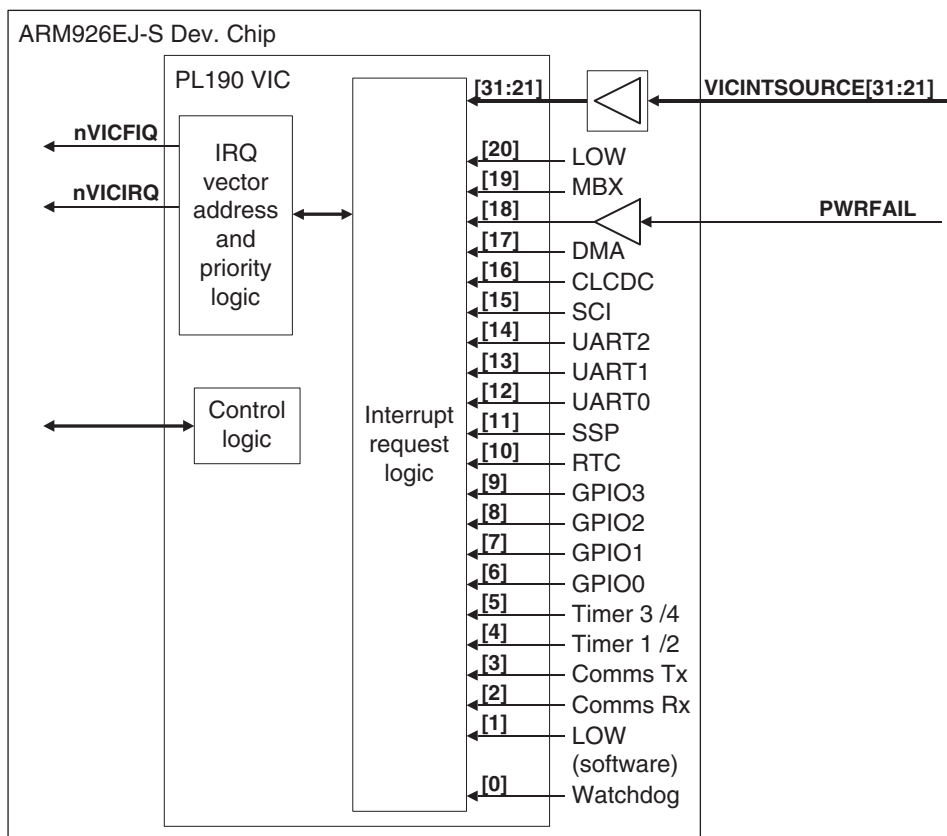 ARM926EJ-S Dev. Chip
PL190 VIC
nVICFIQ
nVICIRQ
IRQ
vector
address
and
priority
logic
Control
logic
Interrupt
request
logic
[31:21] VICINTSOURCE[31:21]
[20] LOW
[19] MBX
[18] PWRFAIL
[17] DMA
[16] CLCDC
[15] SCI
[14] UART2
[13] UART1
[12] UART0
[11] SSP
[10] RTC
[9] GPIO3
[8] GPIO2
[7] GPIO1
[6] GPIO0
[5] Timer 3 /4
[4] Timer 1 /2
[3] Comms Tx
[2] Comms Rx
[1] LOW
(software)
[0] Watchdog